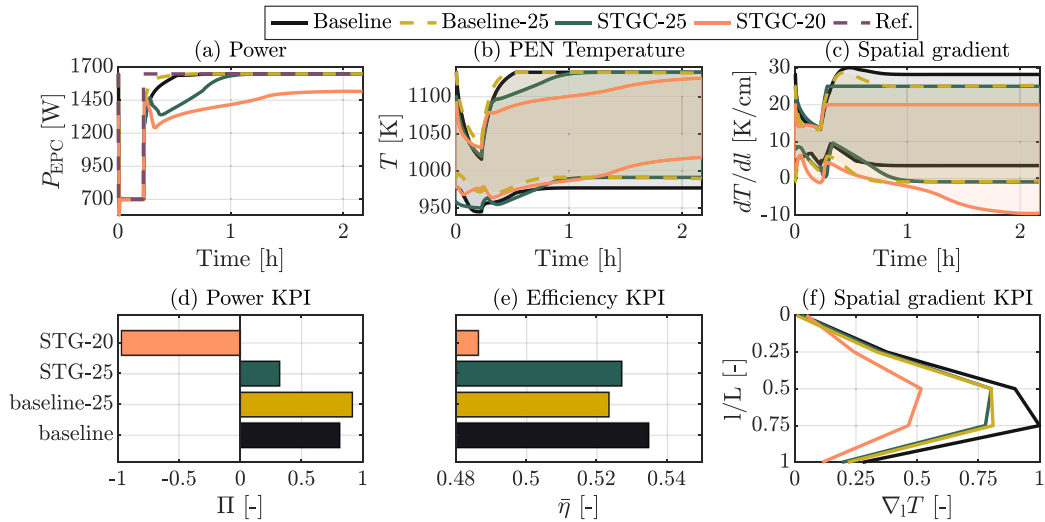 Baseline Baseline-25 STGC-25 STGC-20 Ref.
(a) Power
(b) PEN Temperature
(c) Spatial gradient
1700
1450
1200
950
700
P_EPC [W]
0 1 2
Time [h]
1100
1050
1000
950
T [K]
0 1 2
Time [h]
30
20
10
0
-10
dT/dl [K/cm]
0 1 2
Time [h]
(d) Power KPI
(e) Efficiency KPI
(f) Spatial gradient KPI
STG-20
STG-25
baseline-25
baseline
-1 -0.5 0 0.5 1
Π [-]
0.48 0.5 0.52 0.54
η̄ [-]
0
0.25
0.5
0.75
1
l/L [-]
0 0.25 0.5 0.75 1
∇₁T [-]